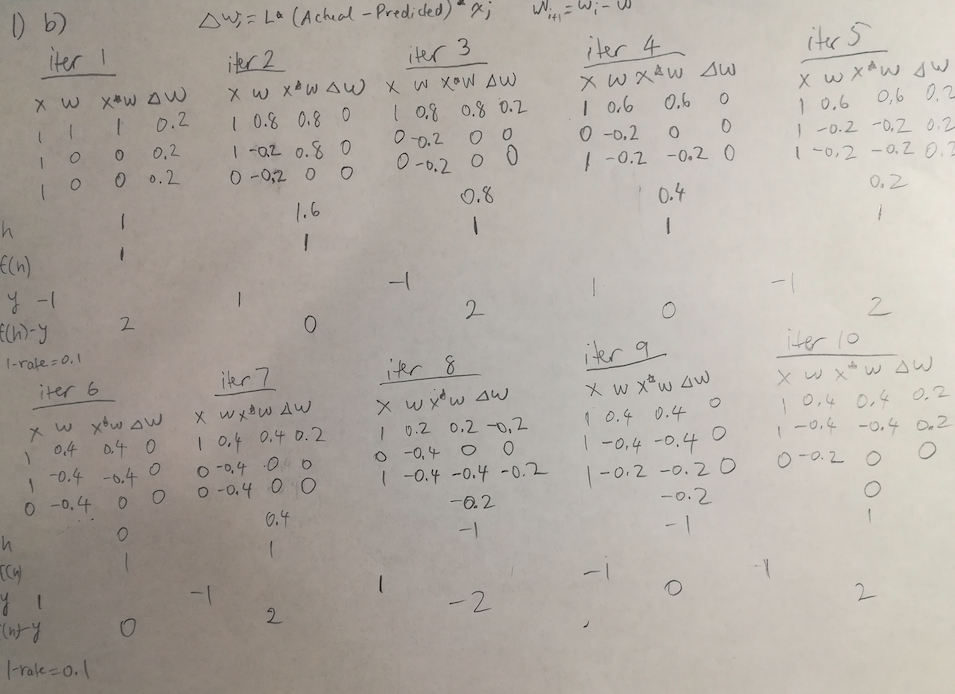 1) b) ΔWi = L* (Actual - Predicted) * xi Wi+1 = Wi - W
iter 1 iter 2 iter 3 iter 4 iter 5
X W X*W ΔW X W X*W ΔW X W X*W ΔW X W X*W ΔW X W X*W ΔW
1 1 1 0.2 1 0.8 0.8 0 1 0.8 0.8 0.2 1 0.6 0.6 0 1 0.6 0.6 0.2
1 0 0 0.2 1 -0.2 0.8 0 0 -0.2 0 0 0 -0.2 0 0 1 -0.2 -0.2 0.2
1 0 0 0.2 0 -0.2 0 0 0 -0.2 0 0 1 -0.2 -0.2 0 1 -0.2 -0.2 0.2
h 1 1.6 0.8 0.4 0.2
f(h) 1 1 1 1 1
y -1 1 -1 1 -1
f(h)-y 2 0 2 0 2
l-rate=0.1
iter 6 iter 7 iter 8 iter 9 iter 10
X W X*W ΔW X W X*W ΔW X W X*W ΔW X W X*W ΔW X W X*W ΔW
1 0.4 0.4 0 1 0.4 0.4 0.2 1 0.2 0.2 -0.2 1 0.4 0.4 0 1 0.4 0.4 0.2
1 -0.4 -0.4 0 0 -0.4 0 0 0 -0.4 0 0 1 -0.4 -0.4 0 1 -0.4 -0.4 0.2
0 -0.4 0 0 0 -0.4 0 0 1 -0.4 -0.4 -0.2 1 -0.2 -0.2 0 0 -0.2 0 0
h 0 0.4 -0.2 -0.2 0
f(h) 1 1 -1 -1 1
y 1 -1 1 -1 -1
f(h)-y 0 2 -2 0 2
l-rate=0.1